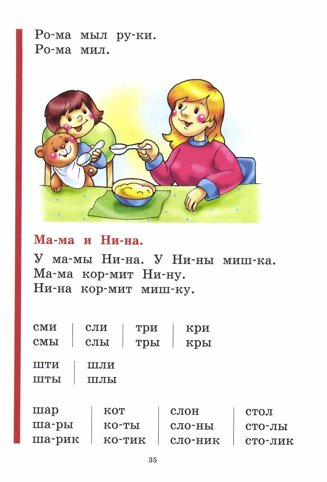 Ро-ма мыл ру-ки.
Ро-ма мил.
Ма-ма и Ни-на.
У ма-мы Ни-на. У Ни-ны миш-ка.
Ма-ма кор-мит Ни-ну.
Ни-на кор-мит миш-ку.
сми сли три кри
смы слы тры кры
шти шли
шты шлы
шар кот слон стол
ша-ры ко-ты сло-ны сто-лы
ша-рик ко-тик сло-ник сто-лик
35